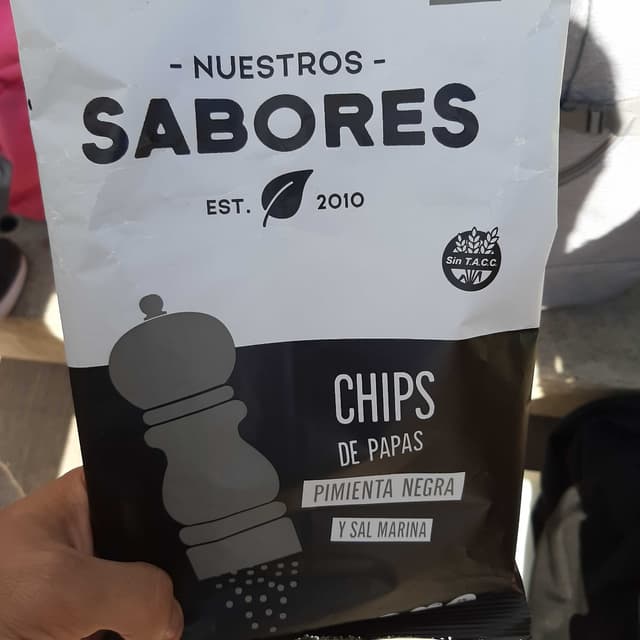 - NUESTROS -
SABORES
EST. 2010
Sin T.A.C.C.
CHIPS
DE PAPAS
PIMIENTA NEGRA
Y SAL MARINA